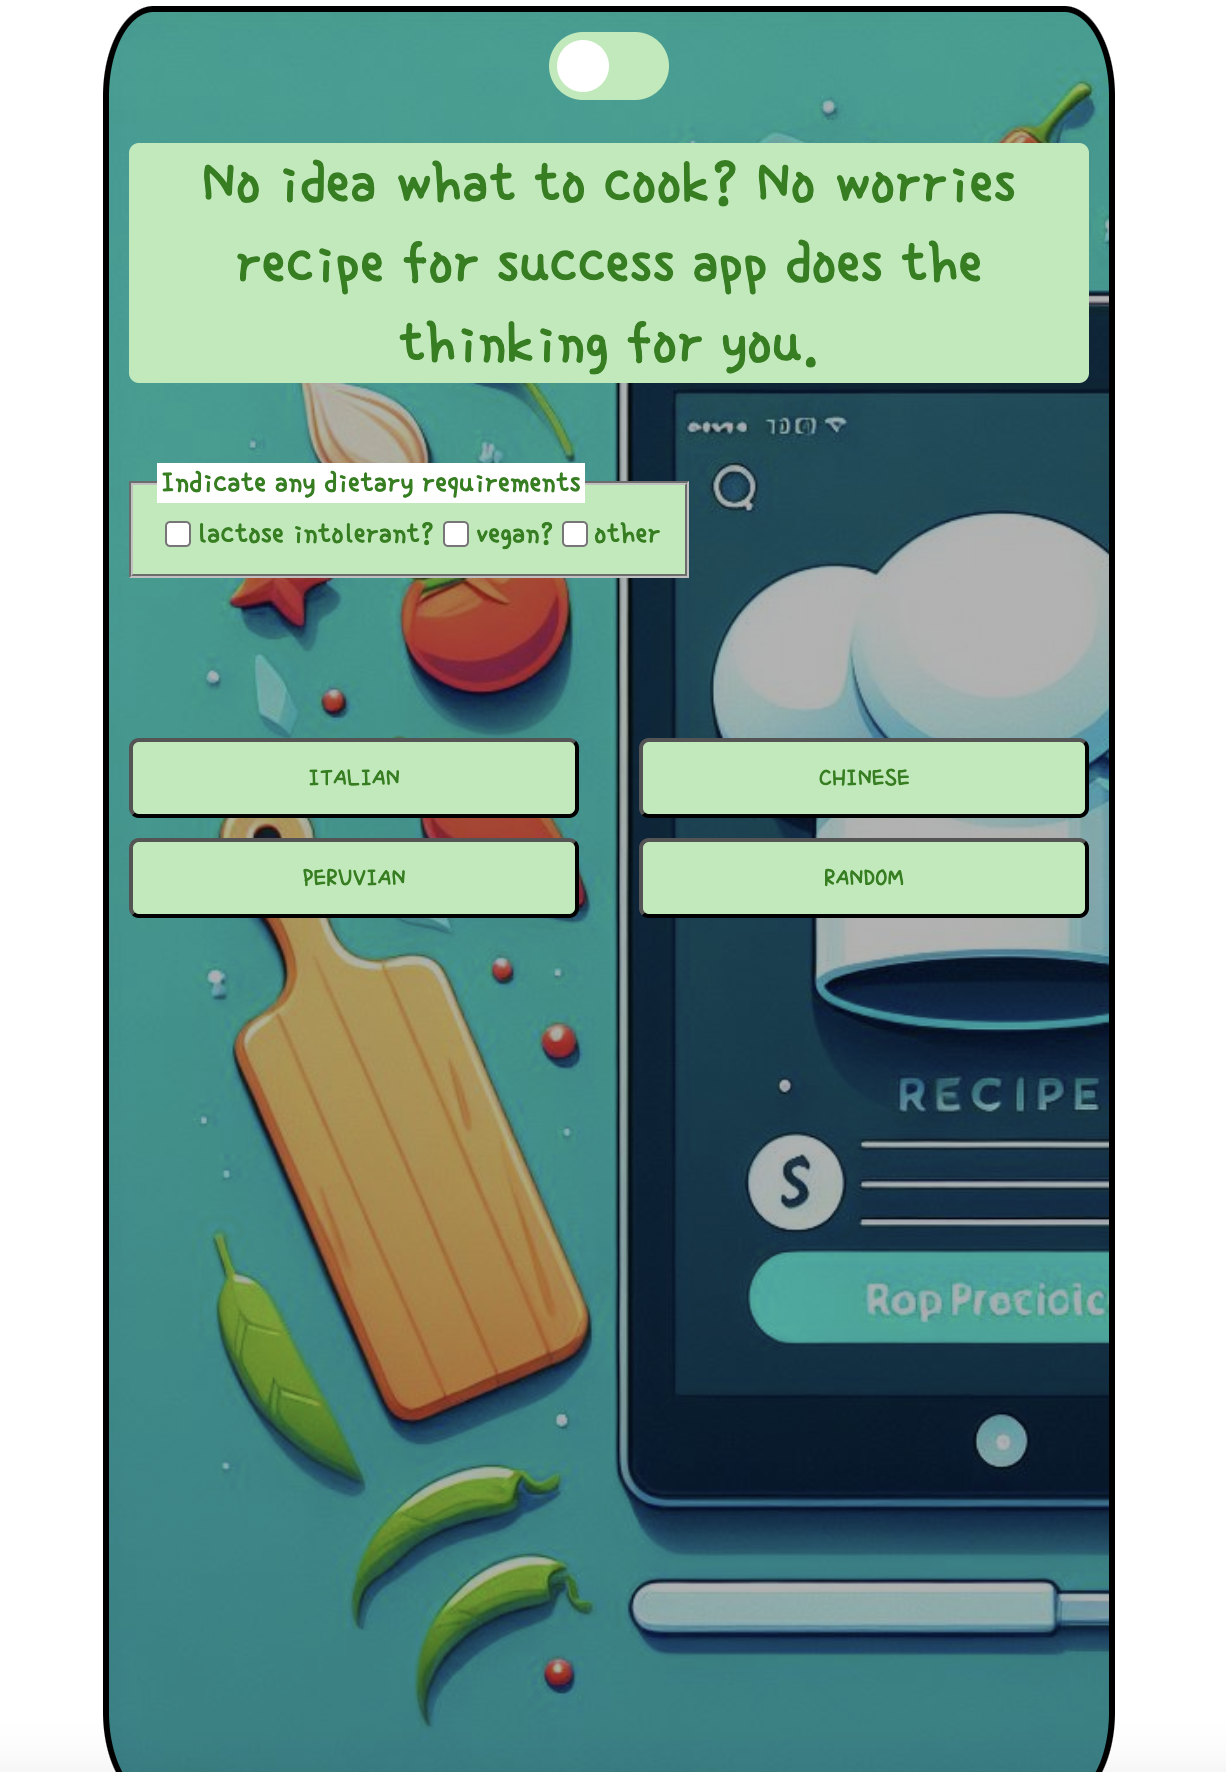 No idea what to cook? No worries
recipe for success app does the
thinking for you.
Indicate any dietary requirements
lactose intolerant? vegan? other
ITALIAN
CHINESE
PERUVIAN
RANDOM
RECIPE
S
Rop